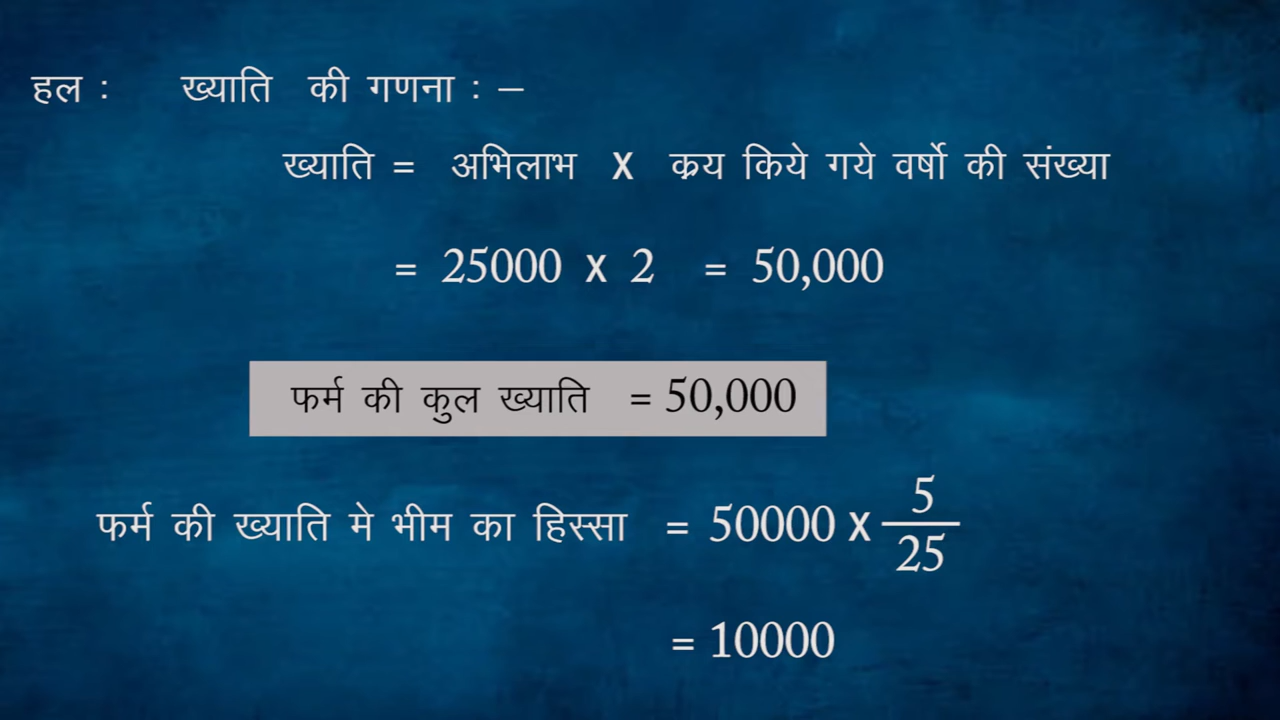 हल : ख्याति की गणना : –
ख्याति = अभिलाभ X क्रय किये गये वर्षो की संख्या
= 25000 X 2 = 50,000
फर्म की कुल ख्याति = 50,000
फर्म की ख्याति मे भीम का हिस्सा = 50000 X 5/25
= 10000